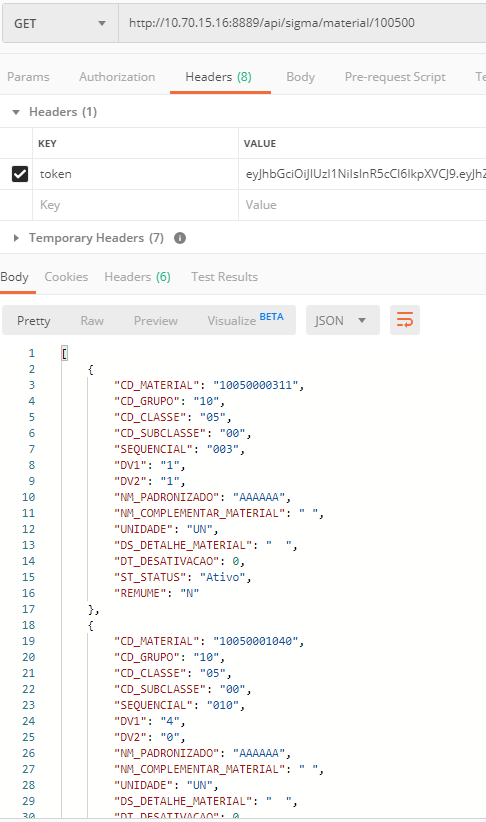 GET http://10.70.15.16:8889/api/sigma/material/100500
Params Authorization Headers (8) Body Pre-request Script Te
Headers (1)
KEY VALUE
token eyJhbGciOiJIUzI1NiIsInR5cCI6IkpXVCJ9.eyJhZ
Key Value
Temporary Headers (7) i
Body Cookies Headers (6) Test Results
Pretty Raw Preview Visualize BETA JSON
1 [
2 {
3 "CD_MATERIAL": "10050000311",
4 "CD_GRUPO": "10",
5 "CD_CLASSE": "05",
6 "CD_SUBCLASSE": "00",
7 "SEQUENCIAL": "003",
8 "DV1": "1",
9 "DV2": "1",
10 "NM_PADRONIZADO": "AAAAAA",
11 "NM_COMPLEMENTAR_MATERIAL": " ",
12 "UNIDADE": "UN",
13 "DS_DETALHE_MATERIAL": "  ",
14 "DT_DESATIVACAO": 0,
15 "ST_STATUS": "Ativo",
16 "REMUME": "N"
17 },
18 {
19 "CD_MATERIAL": "10050001040",
20 "CD_GRUPO": "10",
21 "CD_CLASSE": "05",
22 "CD_SUBCLASSE": "00",
23 "SEQUENCIAL": "010",
24 "DV1": "4",
25 "DV2": "0",
26 "NM_PADRONIZADO": "AAAAAA",
27 "NM_COMPLEMENTAR_MATERIAL": " ",
28 "UNIDADE": "UN",
29 "DS_DETALHE_MATERIAL": "  ",
30 "DT_DESATIVACAO": 0,